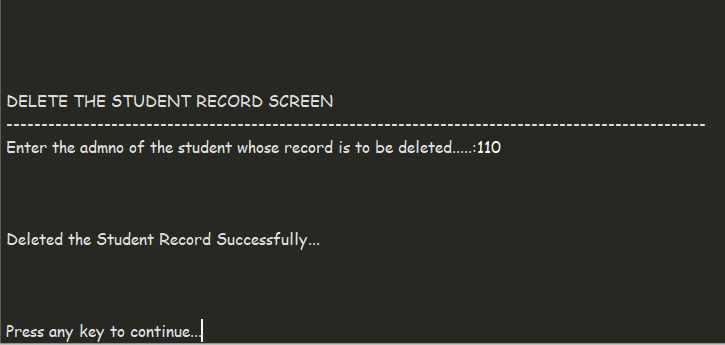 DELETE THE STUDENT RECORD SCREEN
----------------------------------------------------------------------------------------------------
Enter the admno of the student whose record is to be deleted.....:110
Deleted the Student Record Successfully...
Press any key to continue...